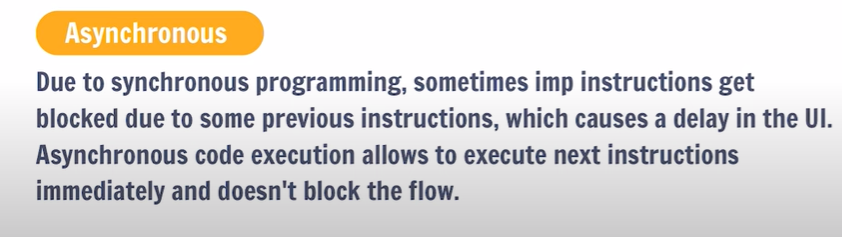 Asynchronous
Due to synchronous programming, sometimes imp instructions get
blocked due to some previous instructions, which causes a delay in the UI.
Asynchronous code execution allows to execute next instructions
immediately and doesn't block the flow.